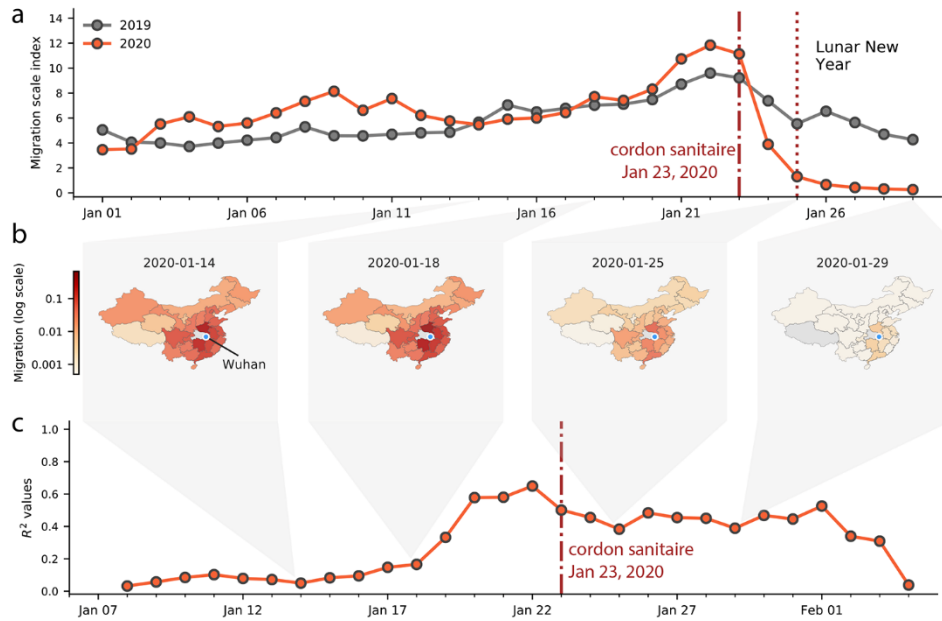 a
Migration scale index
14
12
10
8
6
4
2
0
2019
2020
Lunar New
Year
cordon sanitaire
Jan 23, 2020
Jan 01
Jan 06
Jan 11
Jan 16
Jan 21
Jan 26
b
Migration (log scale)
0.1
0.01
0.001
2020-01-14
2020-01-18
2020-01-25
2020-01-29
Wuhan
c
R² values
1.0
0.8
0.6
0.4
0.2
0.0
cordon sanitaire
Jan 23, 2020
Jan 07
Jan 12
Jan 17
Jan 22
Jan 27
Feb 01